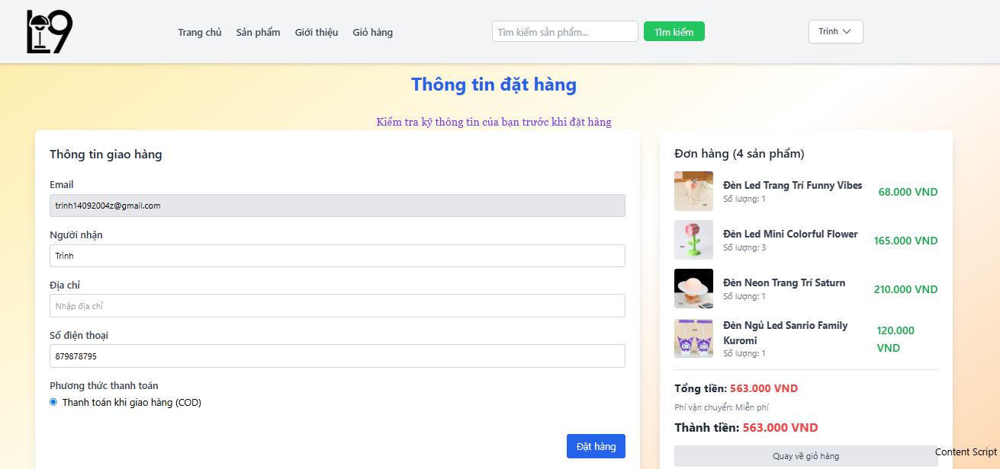 L9
Trang chủ
Sản phẩm
Giới thiệu
Giỏ hàng
Tìm kiếm sản phẩm...
Tìm kiếm
Trình
Thông tin đặt hàng
Kiểm tra kỹ thông tin của bạn trước khi đặt hàng
Thông tin giao hàng
Email
trinh14092004z@gmail.com
Người nhận
Trình
Địa chỉ
Nhập địa chỉ
Số điện thoại
879878795
Phương thức thanh toán
Thanh toán khi giao hàng (COD)
Đặt hàng
Đơn hàng (4 sản phẩm)
Đèn Led Trang Trí Funny Vibes
Số lượng: 1
68.000 VND
Đèn Led Mini Colorful Flower
Số lượng: 3
165.000 VND
Đèn Neon Trang Trí Saturn
Số lượng: 1
210.000 VND
Đèn Ngủ Led Sanrio Family
Kuromi
Số lượng: 1
120.000
VND
Tổng tiền: 563.000 VND
Phí vận chuyển: Miễn phí
Thành tiền: 563.000 VND
Quay về giỏ hàng
Content Script